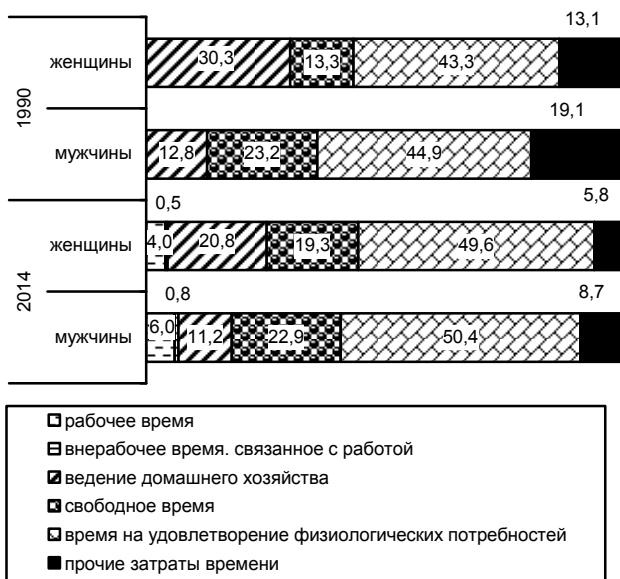 13,1
женщины 30,3 13,3 43,3
1990
19,1
мужчины 12,8 23,2 44,9
0,5 5,8
женщины 4,0 20,8 19,3 49,6
2014
0,8 8,7
мужчины 6,0 11,2 22,9 50,4
рабочее время
внерабочее время. связанное с работой
ведение домашнего хозяйства
свободное время
время на удовлетворение физиологических потребностей
прочие затраты времени